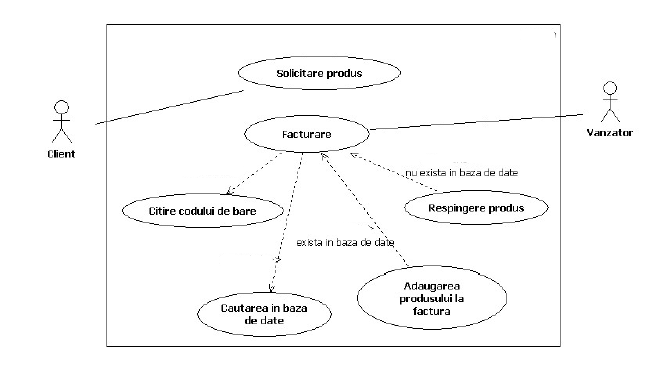 Solicitare produs
Client
Facturare
Vanzator
nu exista in baza de date
Citire codului de bare
Respingere produs
exista in baza de date
Cautarea in baza
de date
Adaugarea
produsului la
factura